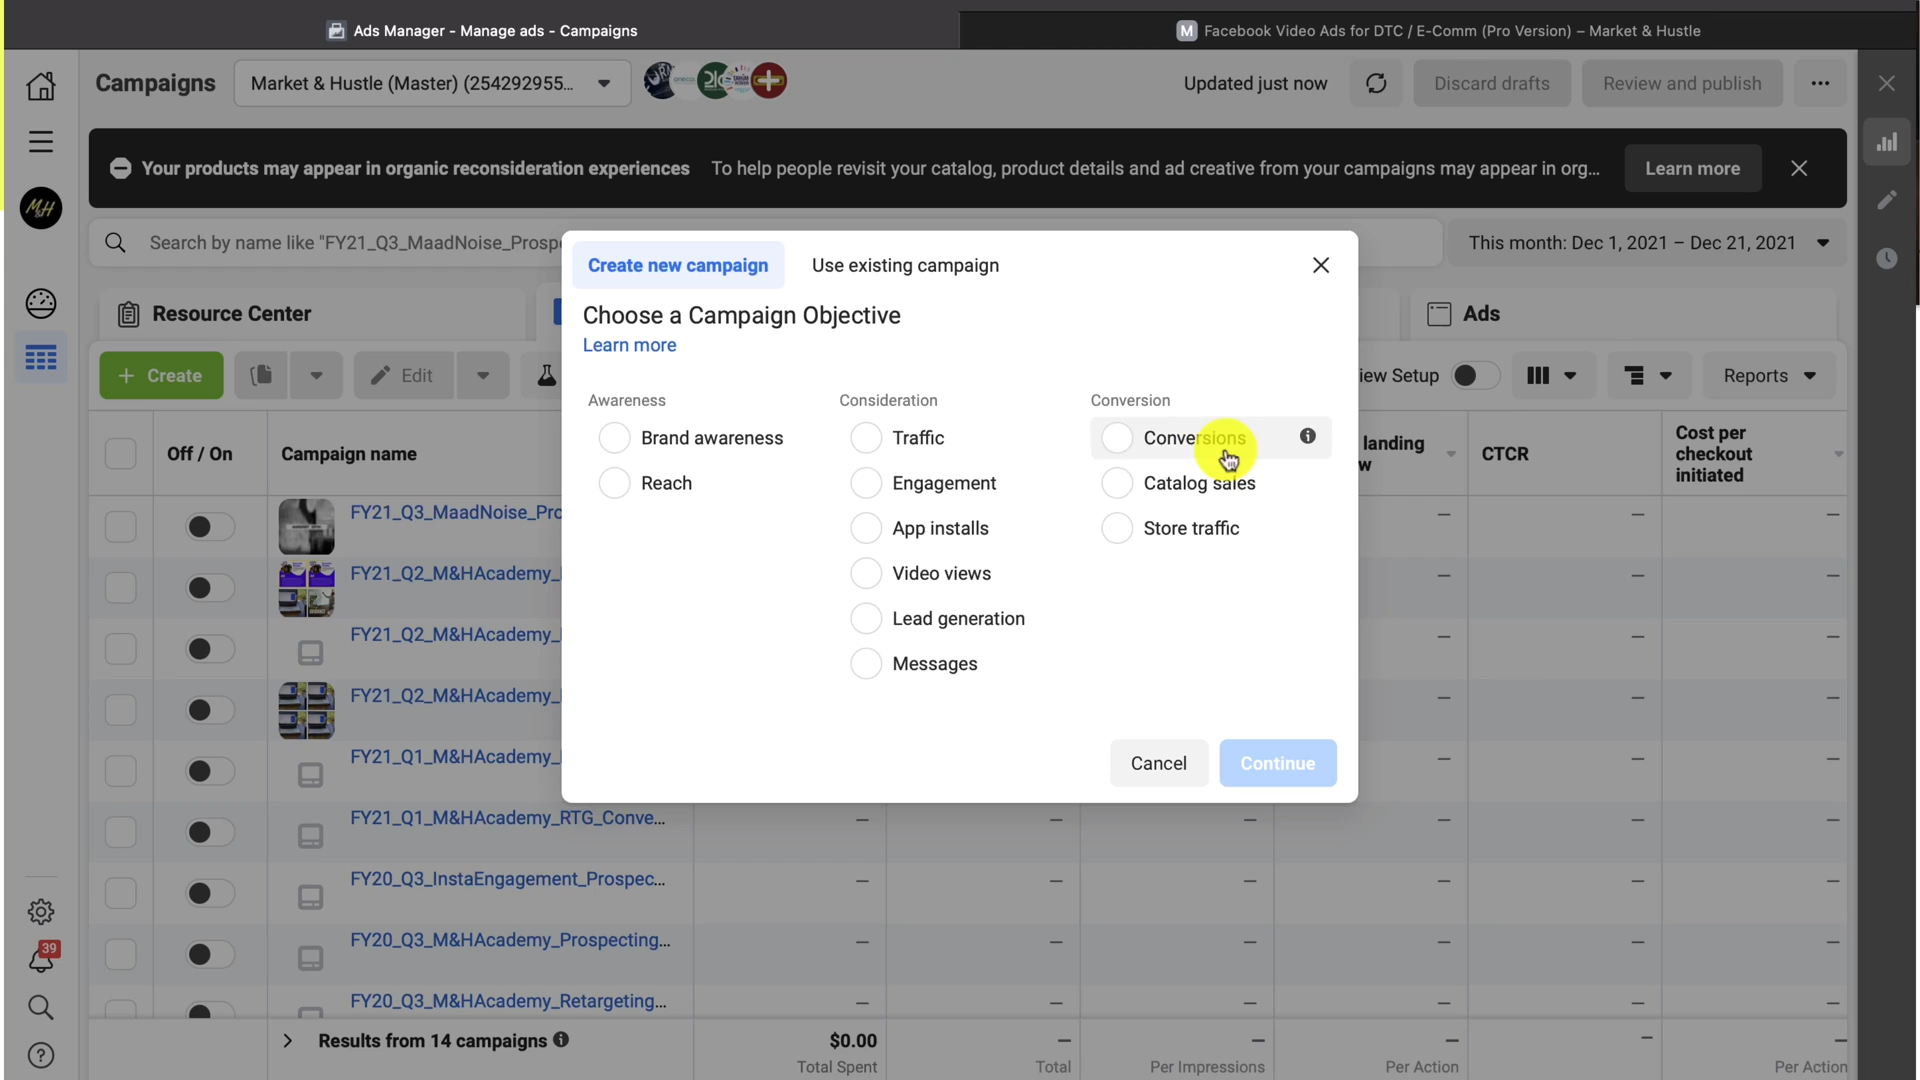 Ads Manager - Manage ads - Campaigns
M Facebook Video Ads for DTC / E-Comm (Pro Version) – Market & Hustle
Campaigns
Market & Hustle (Master) (254292955...
Updated just now
Discard drafts
Review and publish
Your products may appear in organic reconsideration experiences To help people revisit your catalog, product details and ad creative from your campaigns may appear in org...
Learn more
M&H
Search by name like "FY21_Q3_MaadNoise_Prosp
This month: Dec 1, 2021 – Dec 21, 2021
Create new campaign
Use existing campaign
Choose a Campaign Objective
Learn more
Resource Center
Ads
Create
Edit
iew Setup
Reports
Awareness
Brand awareness
Reach
Consideration
Traffic
Engagement
App installs
Video views
Lead generation
Messages
Conversion
Conversions
Catalog sales
Store traffic
Cancel
Continue
Off / On
Campaign name
landing
w
CTCR
Cost per
checkout
initiated
FY21_Q3_MaadNoise_Pro
FY21_Q2_M&HAcademy_
FY21_Q2_M&HAcademy_
FY21_Q2_M&HAcademy_
FY21_Q1_M&HAcademy_
FY21_Q1_M&HAcademy_RTG_Conve...
FY20_Q3_InstaEngagement_Prospec...
FY20_Q3_M&HAcademy_Prospecting...
FY20_Q3_M&HAcademy_Retargeting...
39
Results from 14 campaigns
$0.00
Total Spent
Total
Per Impressions
Per Action
Per Action